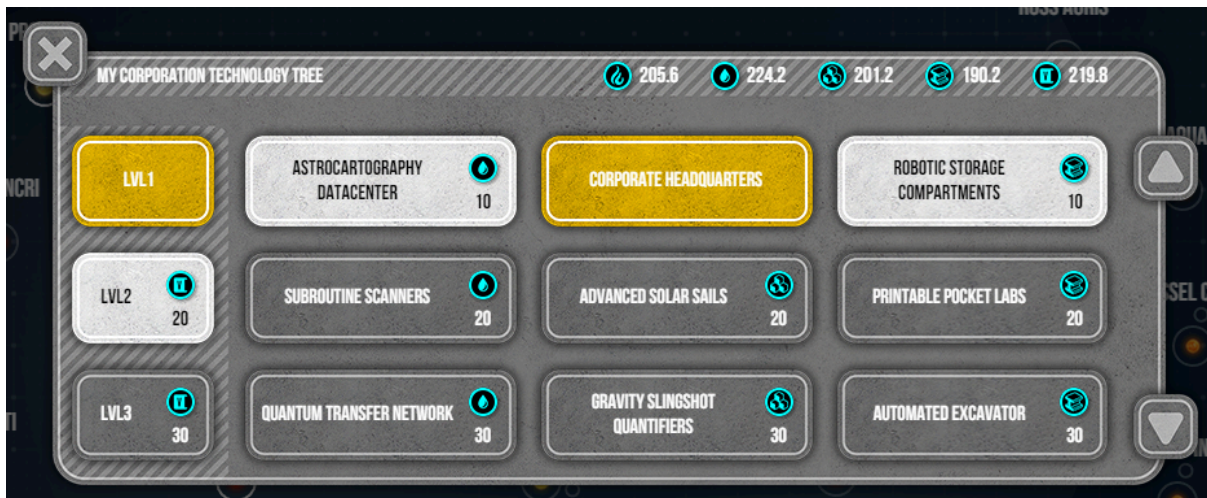 ROSS AURIS
MY CORPORATION TECHNOLOGY TREE
205.6
224.2
201.2
190.2
219.8
LVL1
ASTROCARTOGRAPHY
DATACENTER
10
CORPORATE HEADQUARTERS
ROBOTIC STORAGE
COMPARTMENTS
10
LVL2
20
SUBROUTINE SCANNERS
20
ADVANCED SOLAR SAILS
20
PRINTABLE POCKET LABS
20
LVL3
30
QUANTUM TRANSFER NETWORK
30
GRAVITY SLINGSHOT
QUANTIFIERS
30
AUTOMATED EXCAVATOR
30